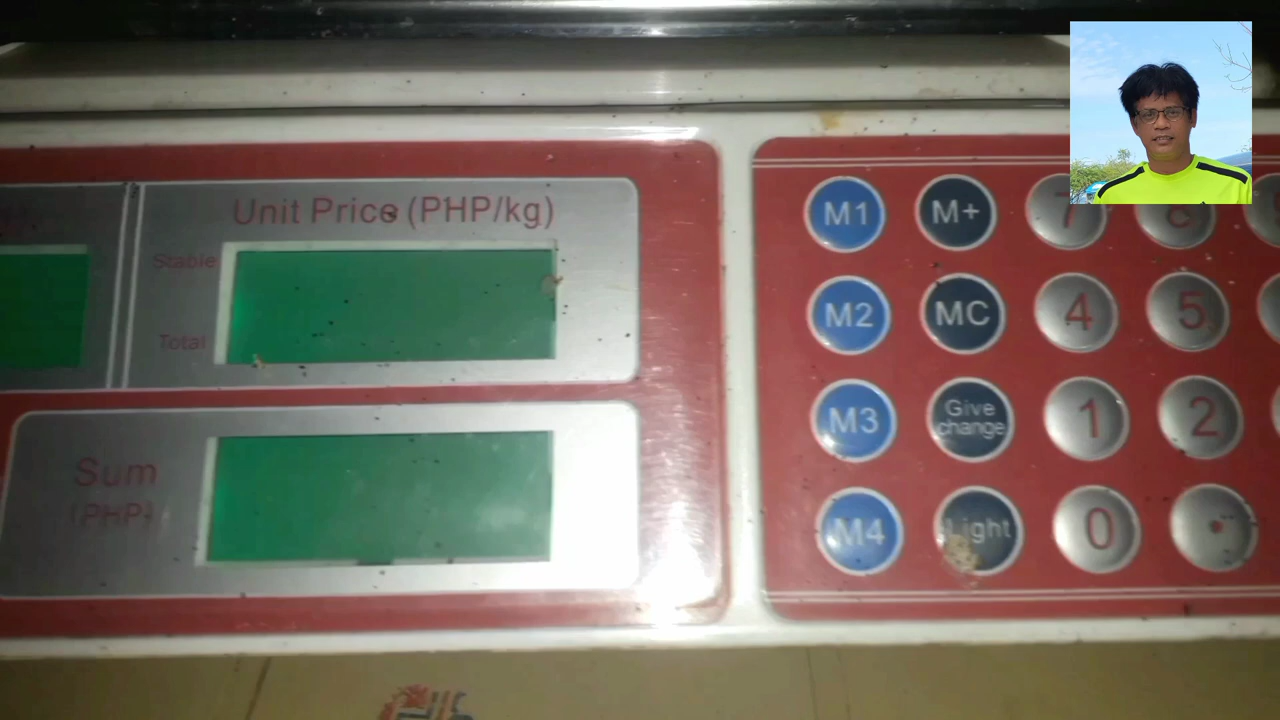 Unit Price (PHP/kg)
Stable
Total
Sum
(PHP)
M1 M+ 7
M2 MC 4 5
M3 Give change 1 2
M4 Light 0 .